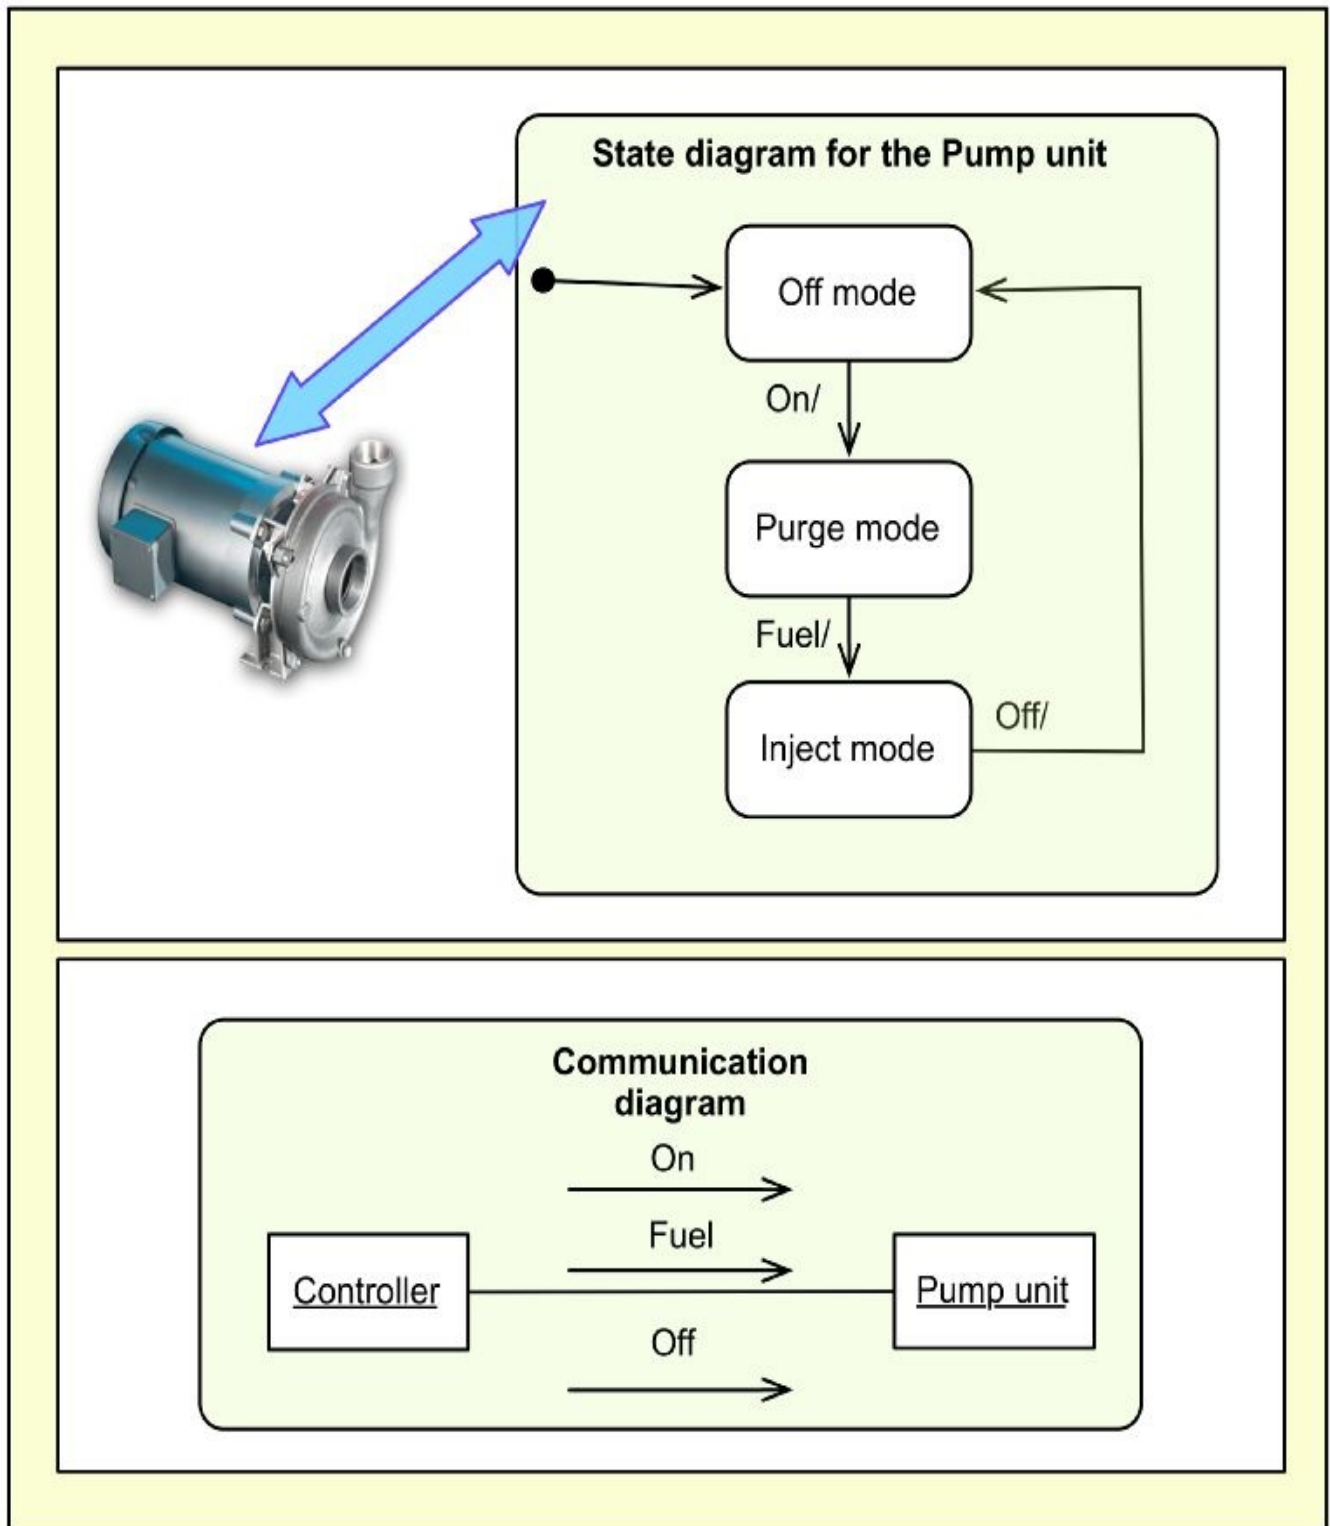 State diagram for the Pump unit
Off mode
On/
Purge mode
Fuel/
Inject mode
Off/
Communication
diagram
On
Fuel
Controller
Pump unit
Off